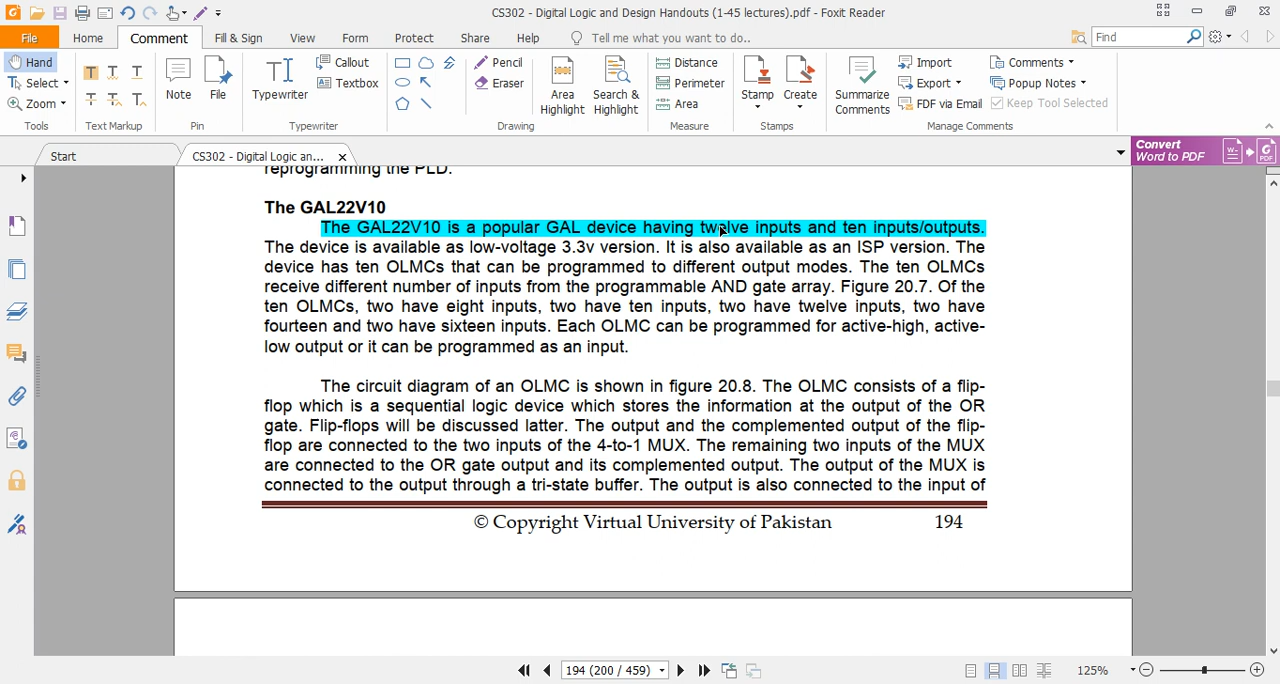 CS302 - Digital Logic and Design Handouts (1-45 lectures).pdf - Foxit Reader
File Home Comment Fill & Sign View Form Protect Share Help Tell me what you want to do.. Find
Hand Callout Pencil Distance Import Comments
Select Note File Typewriter Textbox Eraser Area Highlight Search & Highlight Perimeter Stamp Create Summarize Comments Export Popup Notes
Zoom Area FDF via Email Keep Tool Selected
Tools Text Markup Pin Typewriter Drawing Measure Stamps Manage Comments
Start CS302 - Digital Logic an... Convert Word to PDF
reprogramming the PLD.
The GAL22V10
The GAL22V10 is a popular GAL device having twelve inputs and ten inputs/outputs.
The device is available as low-voltage 3.3v version. It is also available as an ISP version. The
device has ten OLMCs that can be programmed to different output modes. The ten OLMCs
receive different number of inputs from the programmable AND gate array. Figure 20.7. Of the
ten OLMCs, two have eight inputs, two have ten inputs, two have twelve inputs, two have
fourteen and two have sixteen inputs. Each OLMC can be programmed for active-high, active-
low output or it can be programmed as an input.
The circuit diagram of an OLMC is shown in figure 20.8. The OLMC consists of a flip-
flop which is a sequential logic device which stores the information at the output of the OR
gate. Flip-flops will be discussed latter. The output and the complemented output of the flip-
flop are connected to the two inputs of the 4-to-1 MUX. The remaining two inputs of the MUX
are connected to the OR gate output and its complemented output. The output of the MUX is
connected to the output through a tri-state buffer. The output is also connected to the input of
© Copyright Virtual University of Pakistan 194
194 (200 / 459) 125%